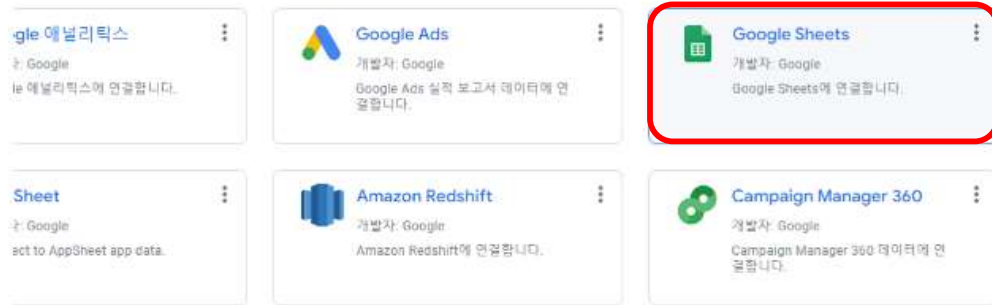 gle 애널리틱스
: Google
le 애널리틱스에 연결합니다.
Google Ads
개발자: Google
Google Ads 실적 보고서 데이터에 연
결합니다.
Google Sheets
개발자: Google
Google Sheets에 연결합니다.
Sheet
: Google
ect to AppSheet app data.
Amazon Redshift
개발자: Google
Amazon Redshift에 연결합니다.
Campaign Manager 360
개발자: Google
Campaign Manager 360 데이터에 연
결합니다.